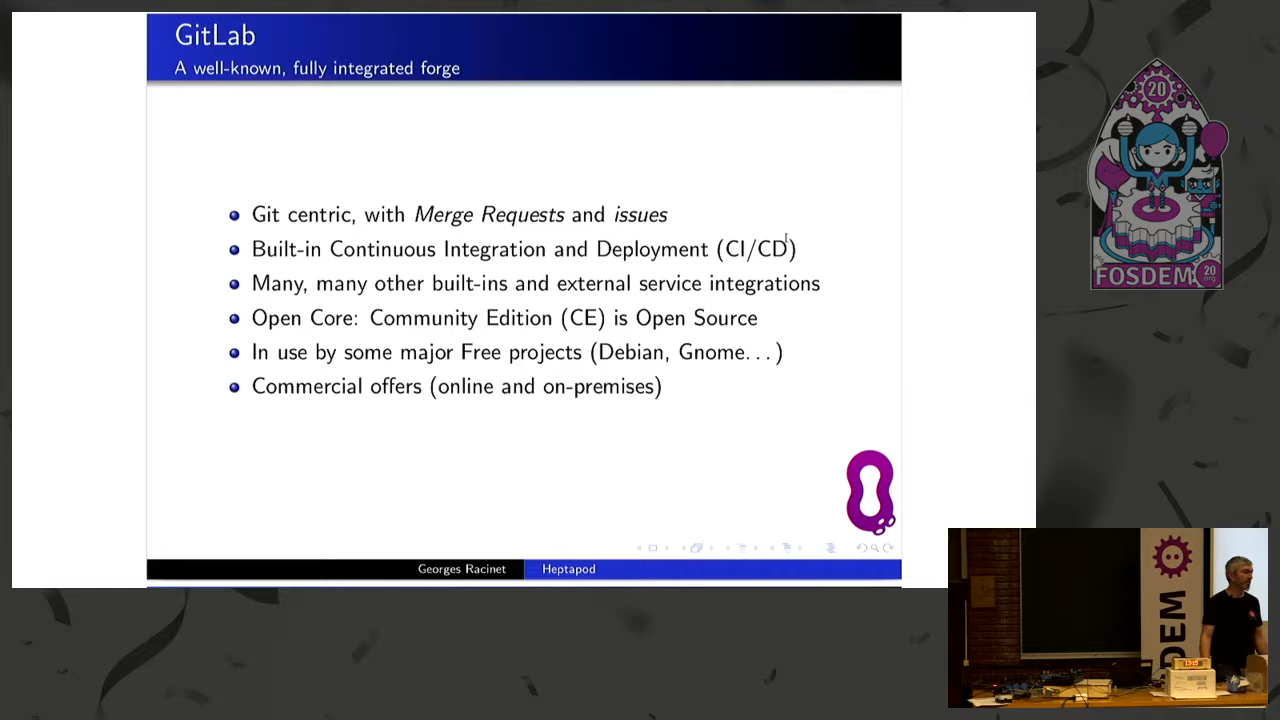 GitLab
A well-known, fully integrated forge
Git centric, with Merge Requests and issues
Built-in Continuous Integration and Deployment (CI/CD)
Many, many other built-ins and external service integrations
Open Core: Community Edition (CE) is Open Source
In use by some major Free projects (Debian, Gnome...)
Commercial offers (online and on-premises)
Georges Racinet
Heptapod
20
FOSDEM
20
.org
DEM